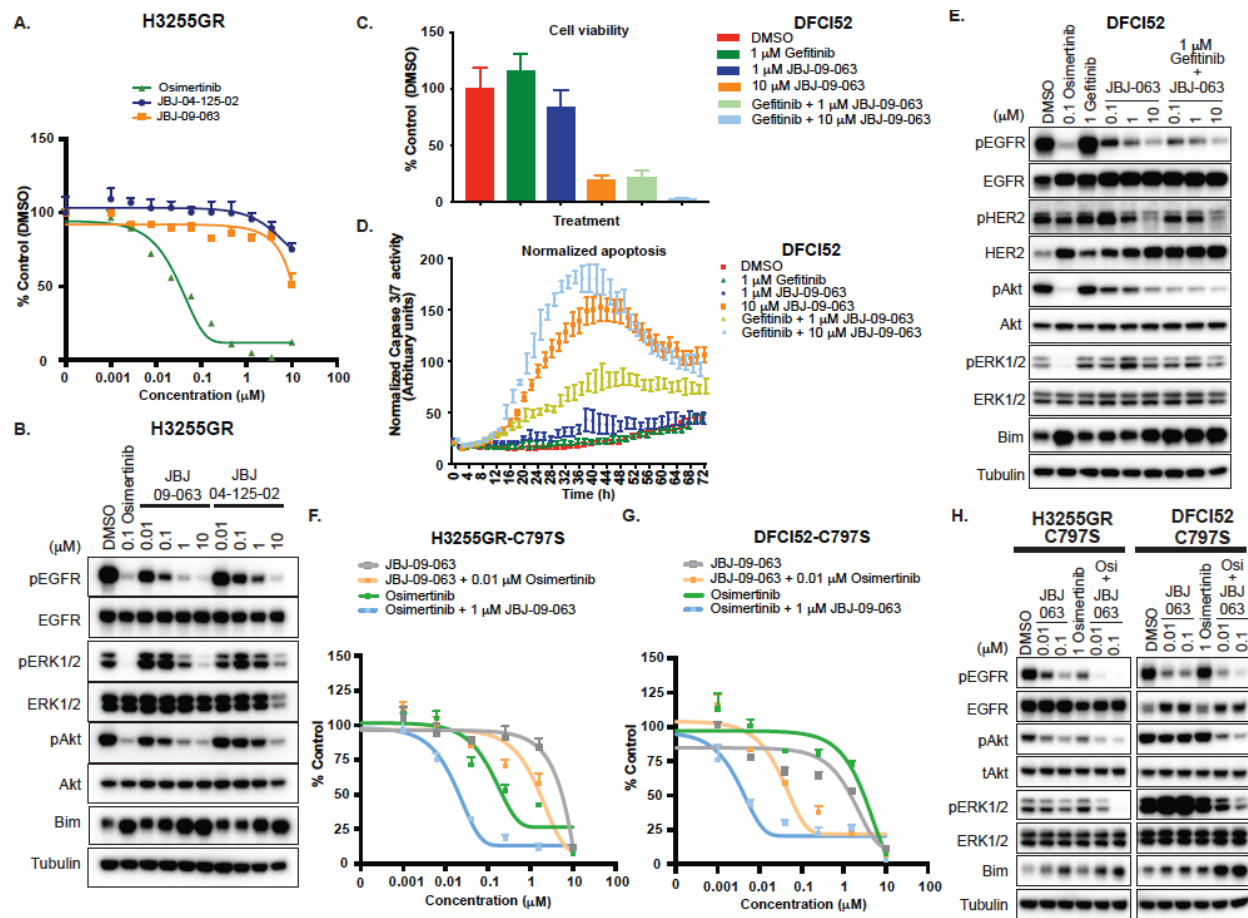 A.
H3255GR
Osimertinib
JBJ-04-125-02
JBJ-09-063
% Control (DMSO)
150
100
50
0
0
0.001
0.01
0.1
1
10
100
Concentration (μM)
B.
H3255GR
JBJ
09-063
JBJ
04-125-02
DMSO
0.1 Osimertinib
0.01
0.1
1
10
0.01
0.1
1
10
(μM)
pEGFR
EGFR
pERK1/2
ERK1/2
pAkt
Akt
Bim
Tubulin
C.
Cell viability
DFCI52
% Control (DMSO)
150
100
50
0
Treatment
DMSO
1 μM Gefitinib
1 μM JBJ-09-063
10 μM JBJ-09-063
Gefitinib + 1 μM JBJ-09-063
Gefitinib + 10 μM JBJ-09-063
D.
Normalized apoptosis
DFCI52
Normalized Capase 3/7 activity
(Arbituary units)
200
150
100
50
0
0 4 8 12 16 20 24 28 32 36 40 44 48 52 56 60 64 68 72
Time (h)
DMSO
1 μM Gefitinib
1 μM JBJ-09-063
10 μM JBJ-09-063
Gefitinib + 1 μM JBJ-09-063
Gefitinib + 10 μM JBJ-09-063
E.
DFCI52
1 μM
Gefitinib
+
JBJ-063
JBJ-063
DMSO
0.1 Osimertinib
1 Gefitinib
0.1
1
10
0.1
1
10
(μM)
pEGFR
EGFR
pHER2
HER2
pAkt
Akt
pERK1/2
ERK1/2
Bim
Tubulin
F.
H3255GR-C797S
JBJ-09-063
JBJ-09-063 + 0.01 μM Osimertinib
Osimertinib
Osimertinib + 1 μM JBJ-09-063
% Control
150
125
100
75
50
25
0
0
0.001
0.01
0.1
1
10
100
Concentration (μM)
G.
DFCI52-C797S
JBJ-09-063
JBJ-09-063 + 0.01 μM Osimertinib
Osimertinib
Osimertinib + 1 μM JBJ-09-063
% Control
150
125
100
75
50
25
0
0
0.001
0.01
0.1
1
10
100
Concentration (μM)
H.
H3255GR
C797S
DFCI52
C797S
JBJ
063
Osi +
JBJ
063
JBJ
063
Osi +
JBJ
063
DMSO
0.01
0.1
1 Osimertinib
0.01
0.1
DMSO
0.01
0.1
1 Osimertinib
0.01
0.1
(μM)
pEGFR
EGFR
pAkt
tAkt
pERK1/2
ERK1/2
Bim
Tubulin